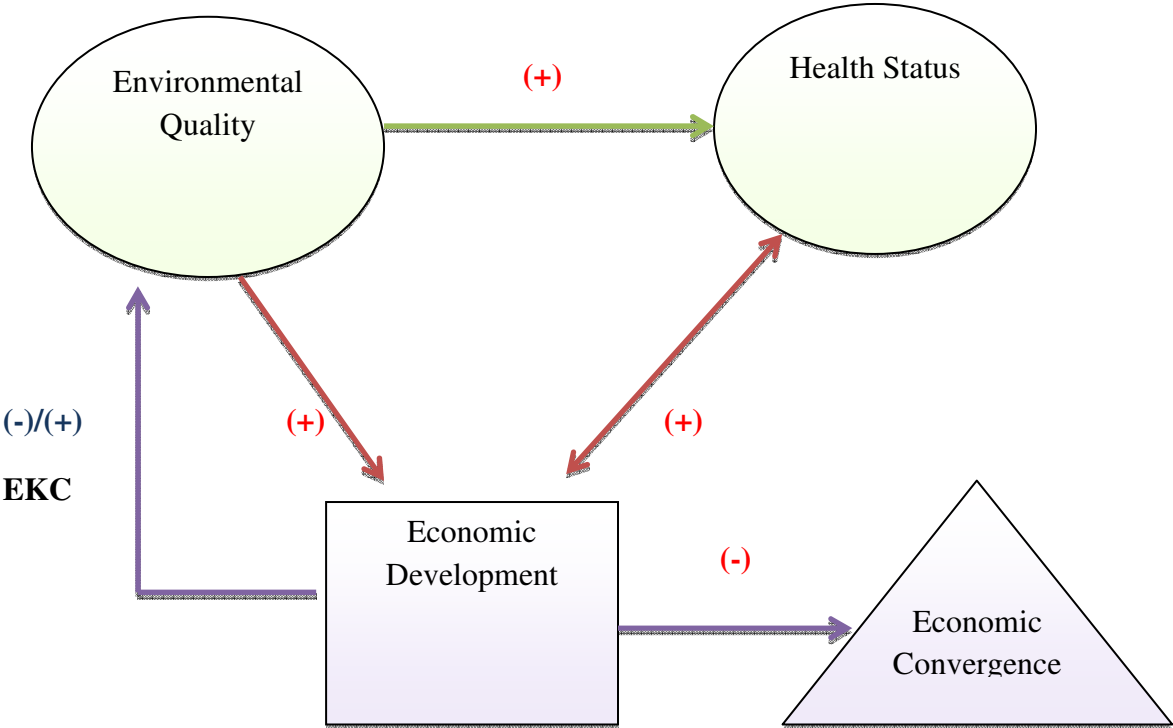 Environmental
Quality
(+)
Health Status
(-)/(+)
EKC
(+)
(+)
Economic
Development
(-)
Economic
Convergence